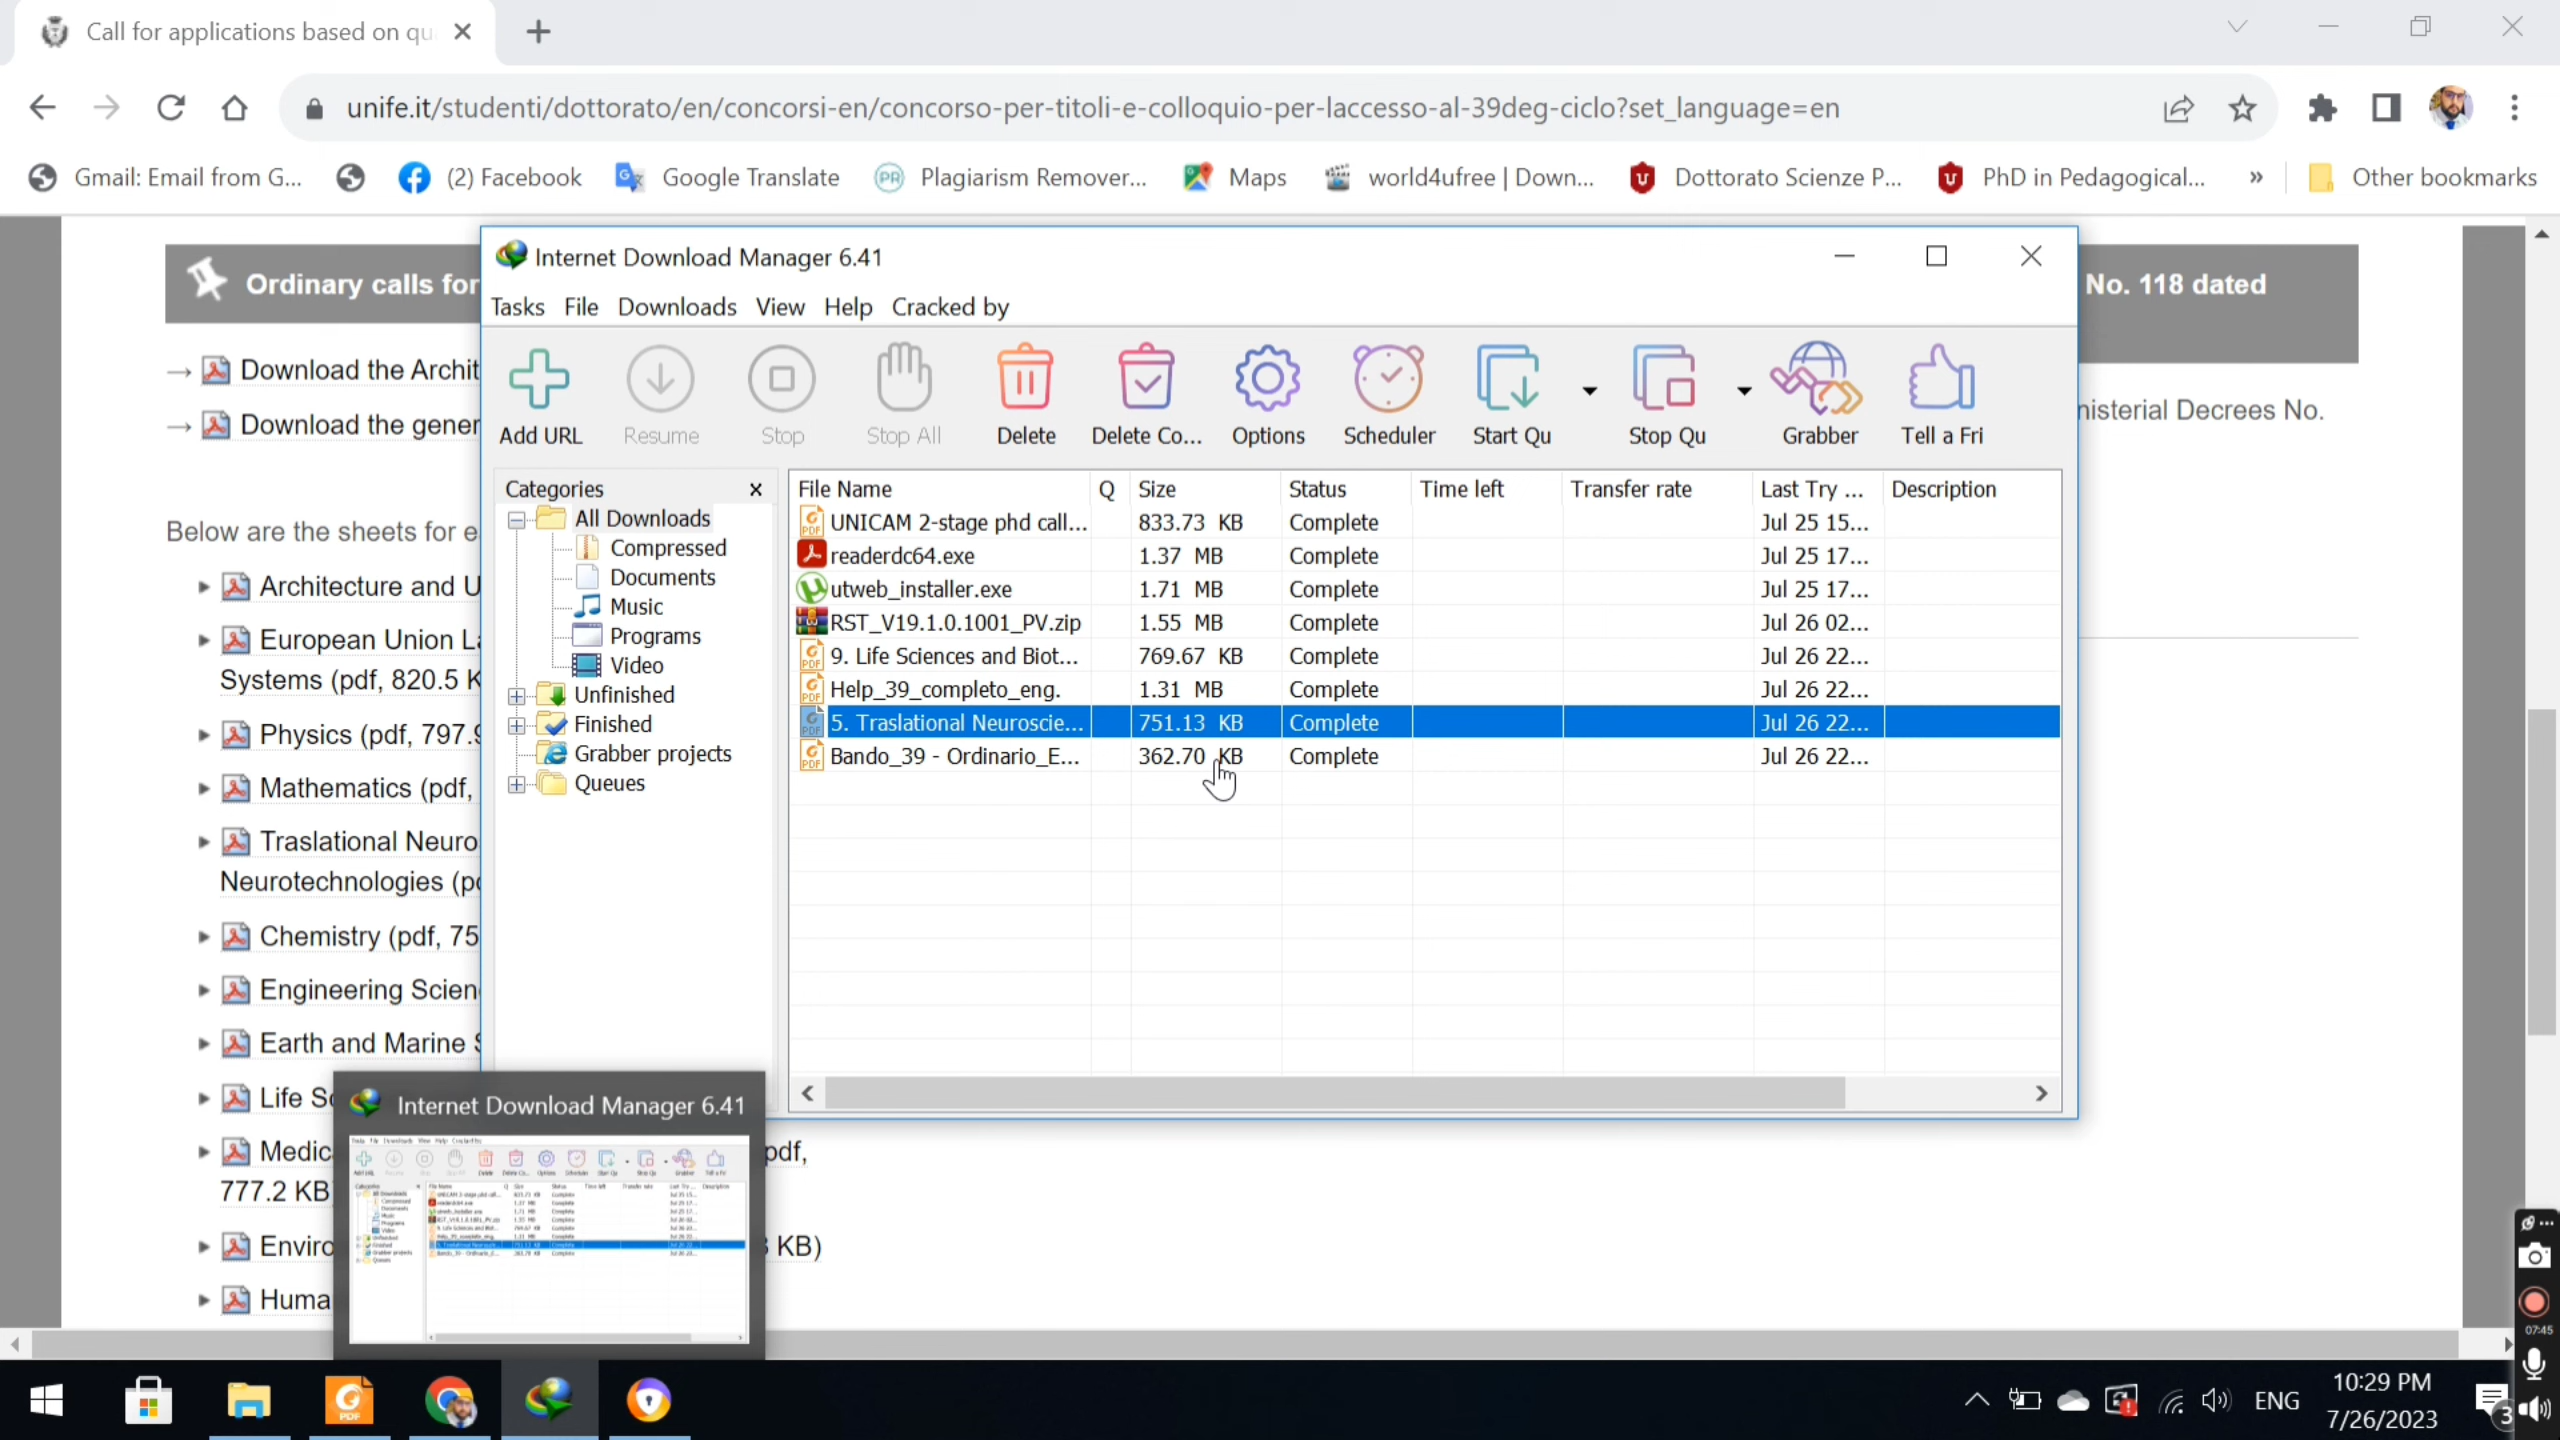 Call for applications based on qu
unife.it/studenti/dottorato/en/concorsi-en/concorso-per-titoli-e-colloquio-per-laccesso-al-39deg-ciclo?set_language=en
Gmail: Email from G... (2) Facebook Google Translate Plagiarism Remover... Maps world4ufree | Down... Dottorato Scienze P... PhD in Pedagogical... » Other bookmarks
Ordinary calls for No. 118 dated
Download the Archit
nisterial Decrees No.
Download the gener
Below are the sheets for e
Architecture and U
European Union La
Systems (pdf, 820.5 K
Physics (pdf, 797.9
Mathematics (pdf,
Traslational Neuro
Neurotechnologies (pd
Chemistry (pdf, 75
Engineering Scien
Earth and Marine S
Life Sc
Medic pdf,
777.2 KB
Enviro 3 KB)
Huma
Internet Download Manager 6.41
Tasks File Downloads View Help Cracked by
Add URL Resume Stop Stop All Delete Delete Co... Options Scheduler Start Qu Stop Qu Grabber Tell a Fri
Categories
All Downloads
Compressed
Documents
Music
Programs
Video
Unfinished
Finished
Grabber projects
Queues
File Name Q Size Status Time left Transfer rate Last Try ... Description
UNICAM 2-stage phd call... 833.73 KB Complete Jul 25 15...
readerdc64.exe 1.37 MB Complete Jul 25 17...
utweb_installer.exe 1.71 MB Complete Jul 25 17...
RST_V19.1.0.1001_PV.zip 1.55 MB Complete Jul 26 02...
9. Life Sciences and Biot... 769.67 KB Complete Jul 26 22...
Help_39_completo_eng. 1.31 MB Complete Jul 26 22...
5. Traslational Neuroscie... 751.13 KB Complete Jul 26 22...
Bando_39 - Ordinario_E... 362.70 KB Complete Jul 26 22...
Internet Download Manager 6.41
07:45
ENG
10:29 PM
7/26/2023
3